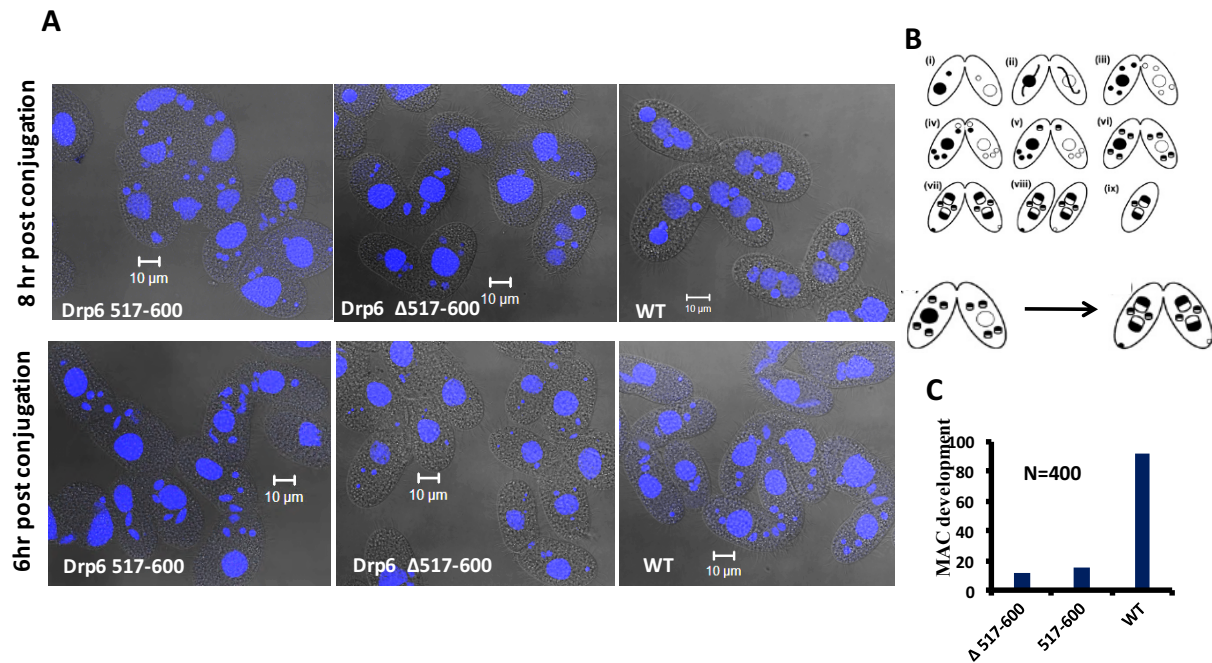 A
8 hr post conjugation
10 µm
Drp6 517-600
10 µm
Drp6 Δ517-600
10 µm
WT
6hr post conjugation
10 µm
Drp6 517-600
10 µm
Drp6 Δ517-600
10 µm
WT
B
(i) (ii) (iii)
(iv) (v) (vi)
(vii) (viii) (ix)
C
MAC development
100
80
60
40
20
0
N=400
Δ 517-600
517-600
WT